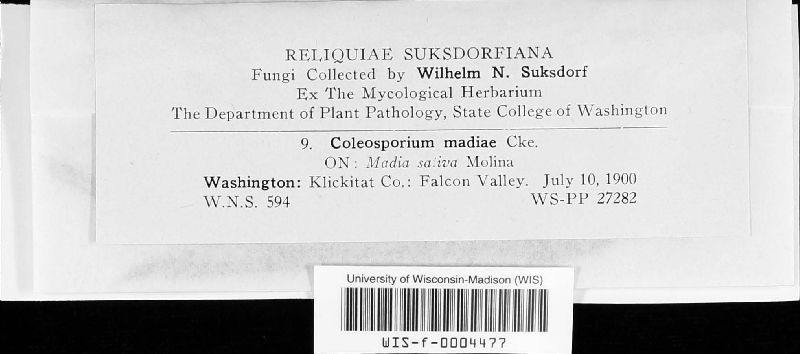 RELIQUIAE SUKSDORFIANA
Fungi Collected by Wilhelm N. Suksdorf
Ex The Mycological Herbarium
The Department of Plant Pathology, State College of Washington
9. Coleosporium madiae Cke.
ON: Madia sativa Molina
Washington: Klickitat Co.: Falcon Valley. July 10, 1900
W.N.S. 594 WS-PP 27282
University of Wisconsin-Madison (WIS)
WIS-f-0004477